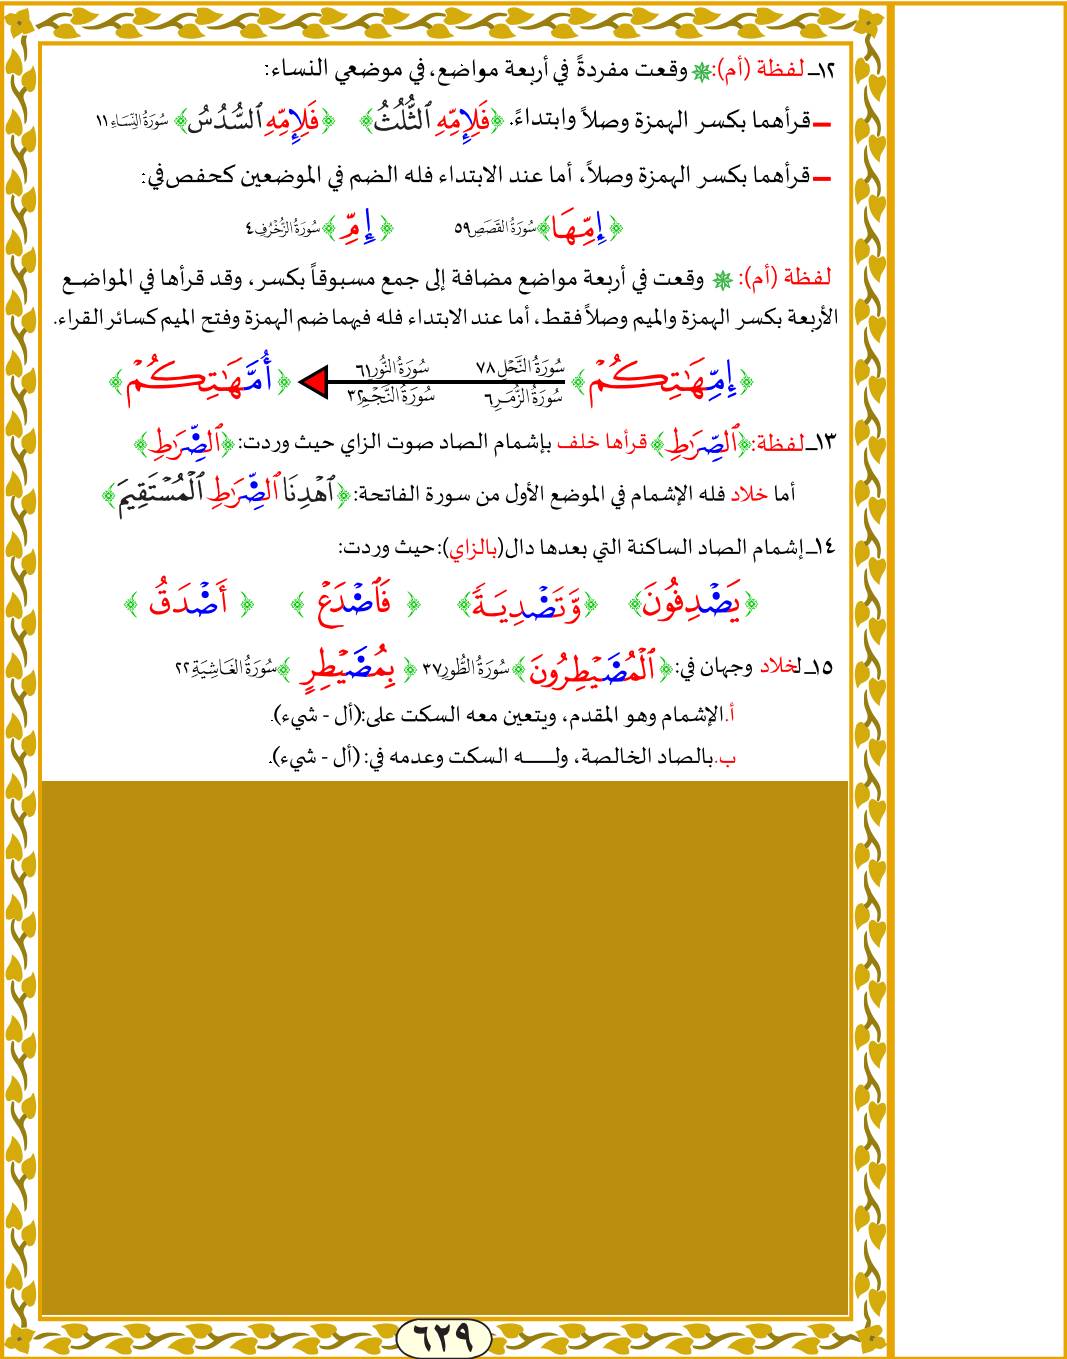 ١٢ـ لفظة (أم): وقعت مفردةً في أربعة مواضع، في موضعي النساء:
ـ قرأهما بكسر الهمزة وصلاً وابتداءً. ﴿فَلِإِمِّهِ ٱلثُّلُثُ﴾ ﴿فَلِإِمِّهِ ٱلسُّدُسُ﴾ سُورَةُ النِّسَاءِ ١١
ـ قرأهما بكسر الهمزة وصلاً، أما عند الابتداء فله الضم في الموضعين كحفص في:
﴿إِمِّهَا﴾ سُورَةُ القَصَصِ ٥٩ ﴿إِمِّ﴾ سُورَةُ الزُّخْرُفِ ٤
لفظة (أم): وقعت في أربعة مواضع مضافة إلى جمع مسبوقاً بكسر، وقد قرأها في المواضع
الأربعة بكسر الهمزة والميم وصلاً فقط، أما عند الابتداء فله فيهما ضم الهمزة وفتح الميم كسائر القراء.
﴿إِمِّهَٰتِكُمْ﴾ سُورَةُ النَّحْلِ ٧٨ سُورَةُ النُّورِ ٦١ سُورَةُ الزُّمَرِ ٦ سُورَةُ النَّجْمِ ٣٢ ﴿أُمَّهَٰتِكُمْ﴾
١٣ـ لفظة: ﴿ٱلصِّرَٰطِ﴾ قرأها خلف بإشمام الصاد صوت الزاي حيث وردت: ﴿ٱلضِّرَٰطِ﴾
أما خلاد فله الإشمام في الموضع الأول من سورة الفاتحة: ﴿ٱهْدِنَا ٱلضِّرَٰطَ ٱلْمُسْتَقِيمَ﴾
١٤ـ إشمام الصاد الساكنة التي بعدها دال (بالزاي): حيث وردت:
﴿يَضْدِفُونَ﴾ ﴿وَّتَضْدِيَةً﴾ ﴿فَٱضْدَعْ﴾ ﴿أَضْدَقُ﴾
١٥ـ لخلاد وجهان في: ﴿ٱلْمُضَيْطِرُونَ﴾ سُورَةُ الطُّورِ ٣٧ ﴿بِمُضَيْطِرٍ﴾ سُورَةُ الغَاشِيَةِ ٢٢
أ. الإشمام وهو المقدم، ويتعين معه السكت على: (أل - شيء).
ب. بالصاد الخالصة، وله السكت وعدمه في: (أل - شيء).
٦٢٩